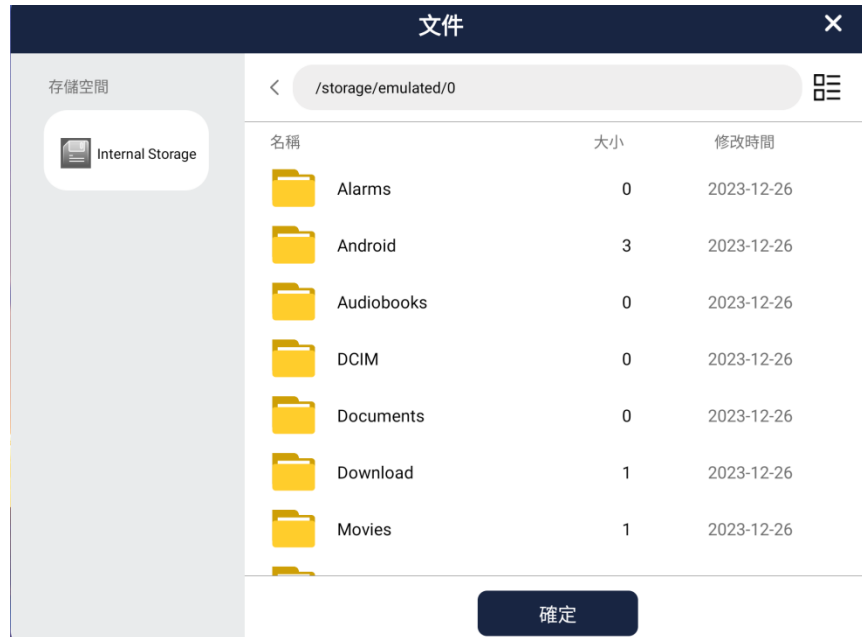 文件
存儲空間
Internal Storage
/storage/emulated/0
名稱 大小 修改時間
Alarms 0 2023-12-26
Android 3 2023-12-26
Audiobooks 0 2023-12-26
DCIM 0 2023-12-26
Documents 0 2023-12-26
Download 1 2023-12-26
Movies 1 2023-12-26
確定